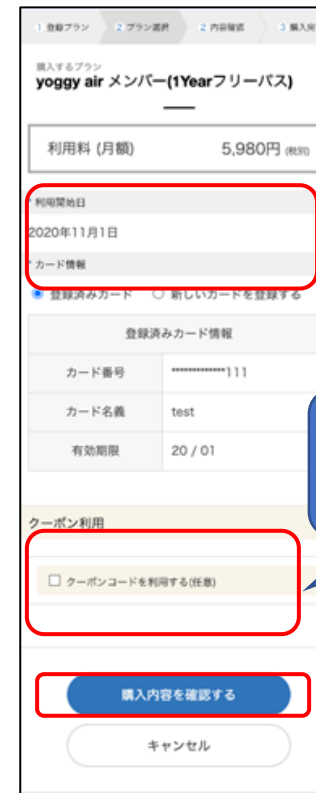 1 登録プラン 2 プラン選択 2 内容確認 3 購入完
購入するプラン
yoggy air メンバー(1Yearフリーパス)
利用料 (月額) 5,980円 (税別)
* 利用開始日
2020年11月1日
* カード情報
登録済みカード 新しいカードを登録する
登録済みカード情報
カード番号 *************111
カード名義 test
有効期限 20 / 01
クーポン利用
クーポンコードを利用する(任意)
購入内容を確認する
キャンセル